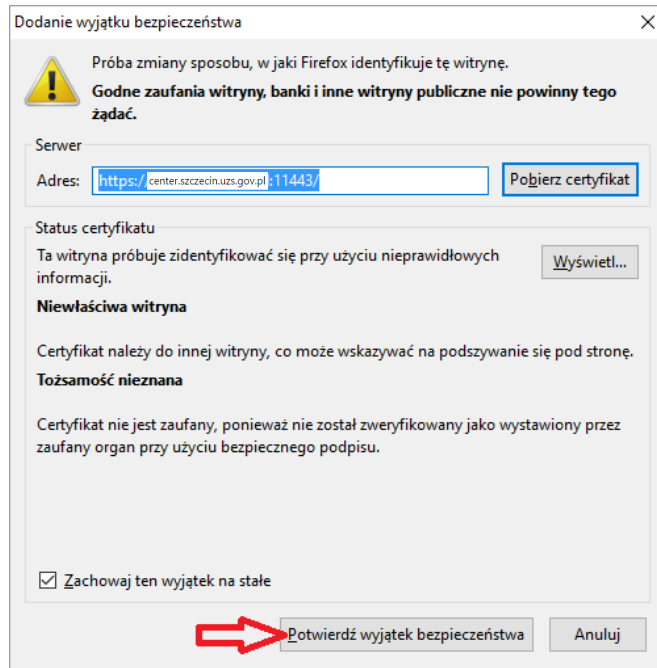 Dodanie wyjątku bezpieczeństwa
Próba zmiany sposobu, w jaki Firefox identyfikuje tę witrynę.
Godne zaufania witryny, banki i inne witryny publiczne nie powinny tego
żądać.
Serwer
Adres: https://center.szczecin.uzs.gov.pl:11443/ Pobierz certyfikat
Status certyfikatu
Ta witryna próbuje zidentyfikować się przy użyciu nieprawidłowych
informacji.
Wyświetl...
Niewłaściwa witryna
Certyfikat należy do innej witryny, co może wskazywać na podszywanie się pod stronę.
Tożsamość nieznana
Certyfikat nie jest zaufany, ponieważ nie został zweryfikowany jako wystawiony przez
zaufany organ przy użyciu bezpiecznego podpisu.
Zachowaj ten wyjątek na stałe
Potwierdź wyjątek bezpieczeństwa Anuluj